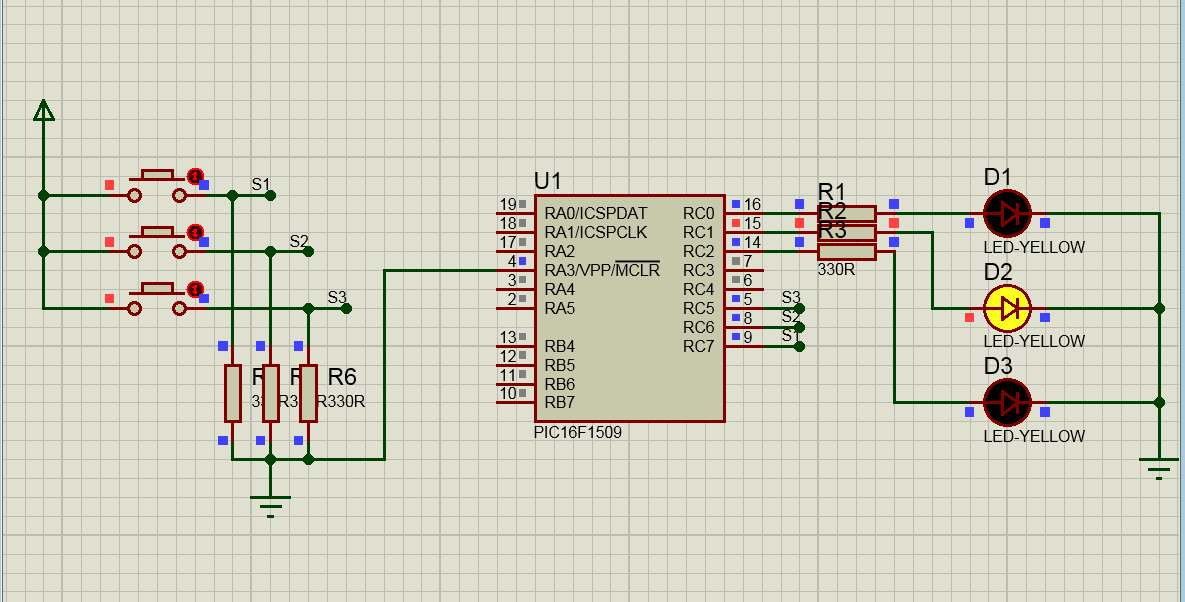 S1
S2
S3
R6
R330R
U1
19
18
17
4
3
2
13
12
11
10
RA0/ICSPDAT
RA1/ICSPCLK
RA2
RA3/VPP/MCLR
RA4
RA5
RB4
RB5
RB6
RB7
RC0
RC1
RC2
RC3
RC4
RC5
RC6
RC7
16
15
14
7
6
5
8
9
PIC16F1509
S3
S2
S1
R1
R2
R3
330R
D1
LED-YELLOW
D2
LED-YELLOW
D3
LED-YELLOW